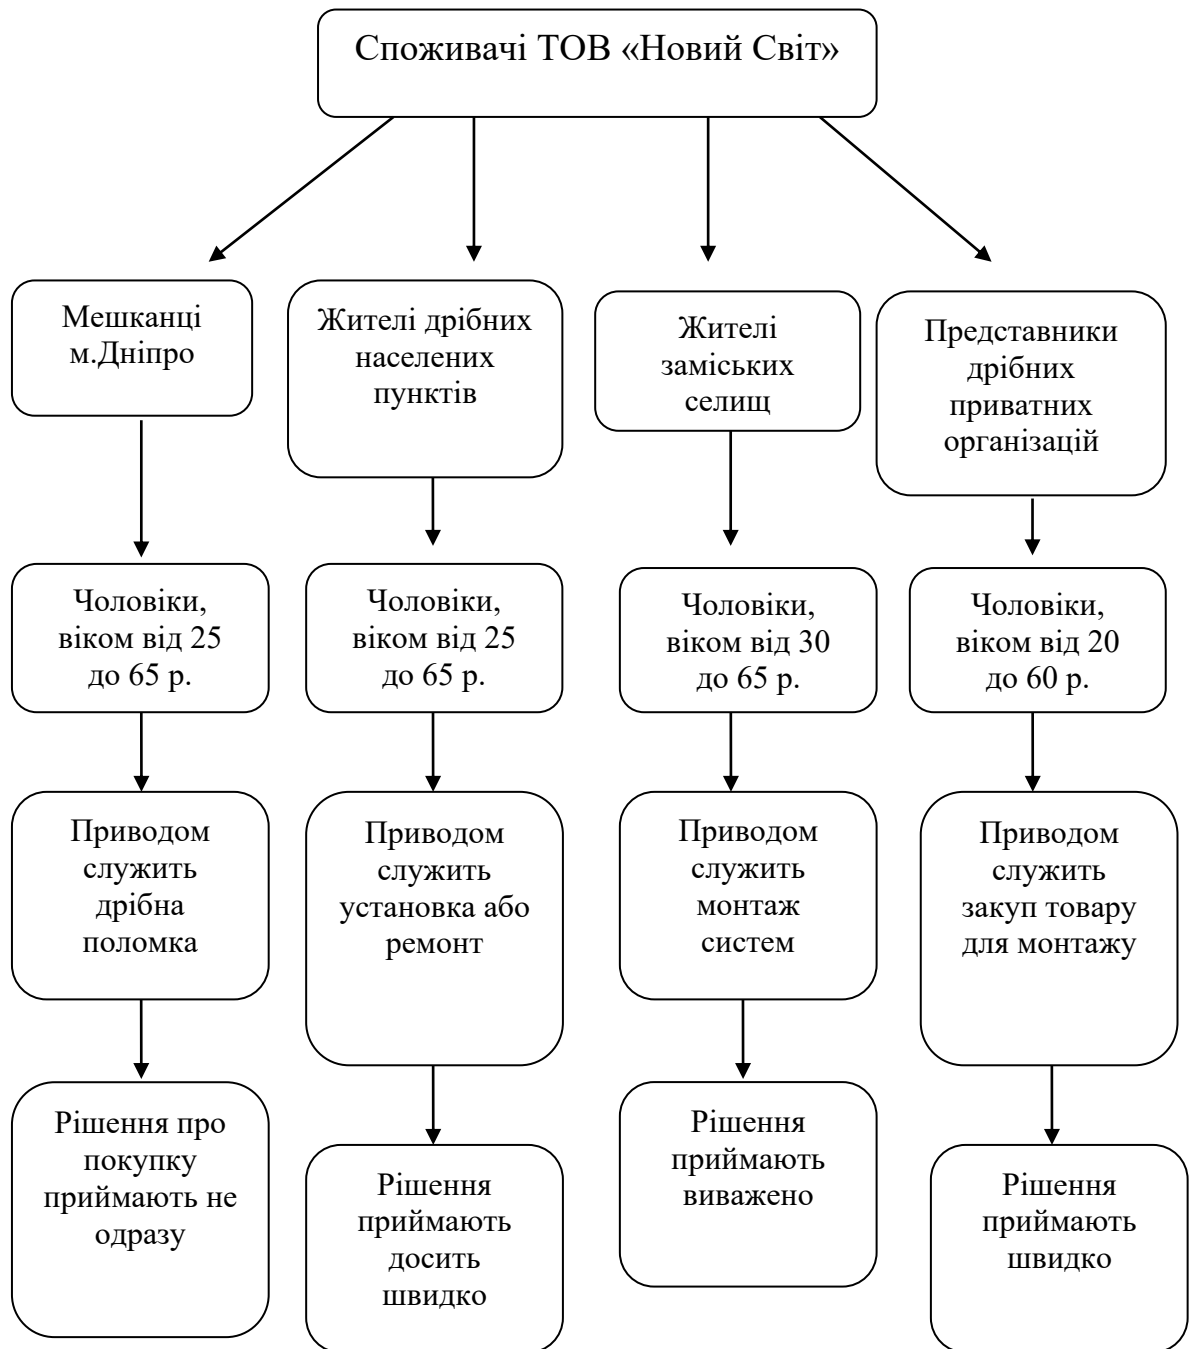 Споживачі ТОВ «Новий Світ»
Мешканці
м.Дніпро
Жителі дрібних
населених
пунктів
Жителі
заміських
селищ
Представники
дрібних
приватних
організацій
Чоловіки,
віком від 25
до 65 р.
Чоловіки,
віком від 25
до 65 р.
Чоловіки,
віком від 30
до 65 р.
Чоловіки,
віком від 20
до 60 р.
Приводом
служить
дрібна
поломка
Приводом
служить
установка або
ремонт
Приводом
служить
монтаж
систем
Приводом
служить
закуп товару
для монтажу
Рішення про
покупку
приймають не
одразу
Рішення
приймають
досить
швидко
Рішення
приймають
виважено
Рішення
приймають
швидко